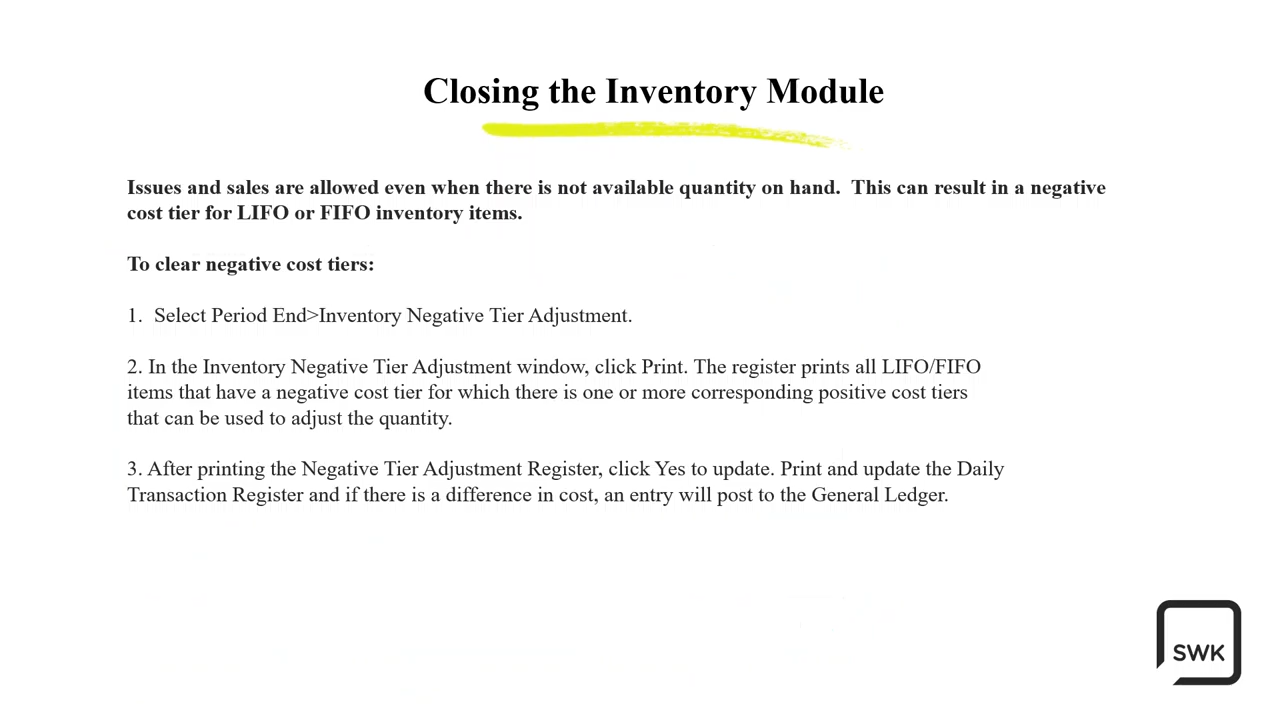 Closing the Inventory Module
Issues and sales are allowed even when there is not available quantity on hand.  This can result in a negative
cost tier for LIFO or FIFO inventory items.
To clear negative cost tiers:
1.  Select Period End>Inventory Negative Tier Adjustment.
2. In the Inventory Negative Tier Adjustment window, click Print. The register prints all LIFO/FIFO
items that have a negative cost tier for which there is one or more corresponding positive cost tiers
that can be used to adjust the quantity.
3. After printing the Negative Tier Adjustment Register, click Yes to update. Print and update the Daily
Transaction Register and if there is a difference in cost, an entry will post to the General Ledger.
SWK